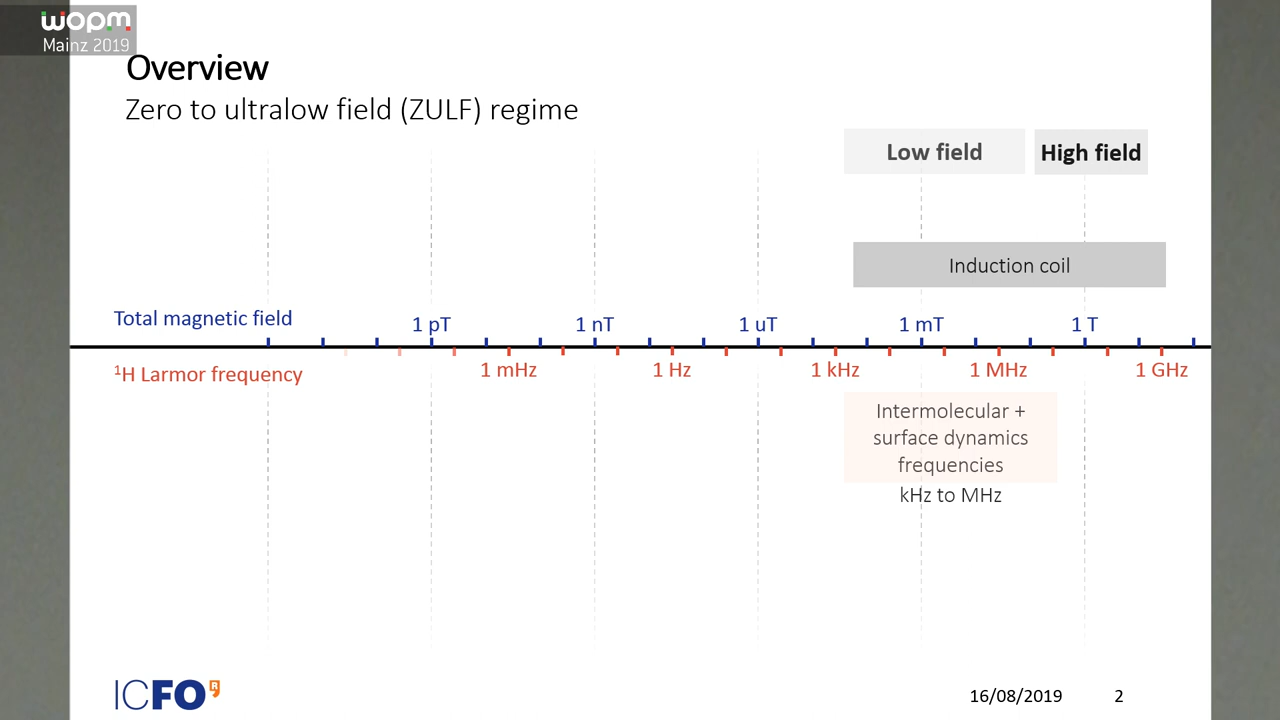 wopm
Mainz 2019
Overview
Zero to ultralow field (ZULF) regime
Low field
High field
Induction coil
Total magnetic field
1 pT
1 nT
1 uT
1 mT
1 T
¹H Larmor frequency
1 mHz
1 Hz
1 kHz
1 MHz
1 GHz
Intermolecular +
surface dynamics
frequencies
kHz to MHz
ICFO
R
16/08/2019
2